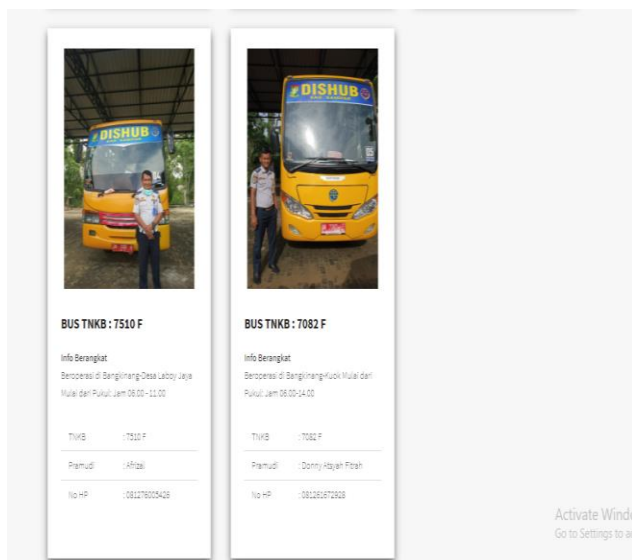 DISHUB
DISHUB
BUS TNKB : 7510 F
Info Berangkat
Beroperasi di Bangkinang-Desa Laboy Jaya
Mulai dari Pukul: Jam 06.00 - 11.00
TNKB : 7510 F
Pramudi : Afrizal
No HP : 081276005426
BUS TNKB : 7082 F
Info Berangkat
Beroperasi di Bangkinang-Kuok Mulai dari
Pukul: Jam 06.00-14.00
TNKB : 7082 F
Pramudi : Donny Atsyah Fitrah
No HP : 081261672928
Activate Windo
Go to Settings to a